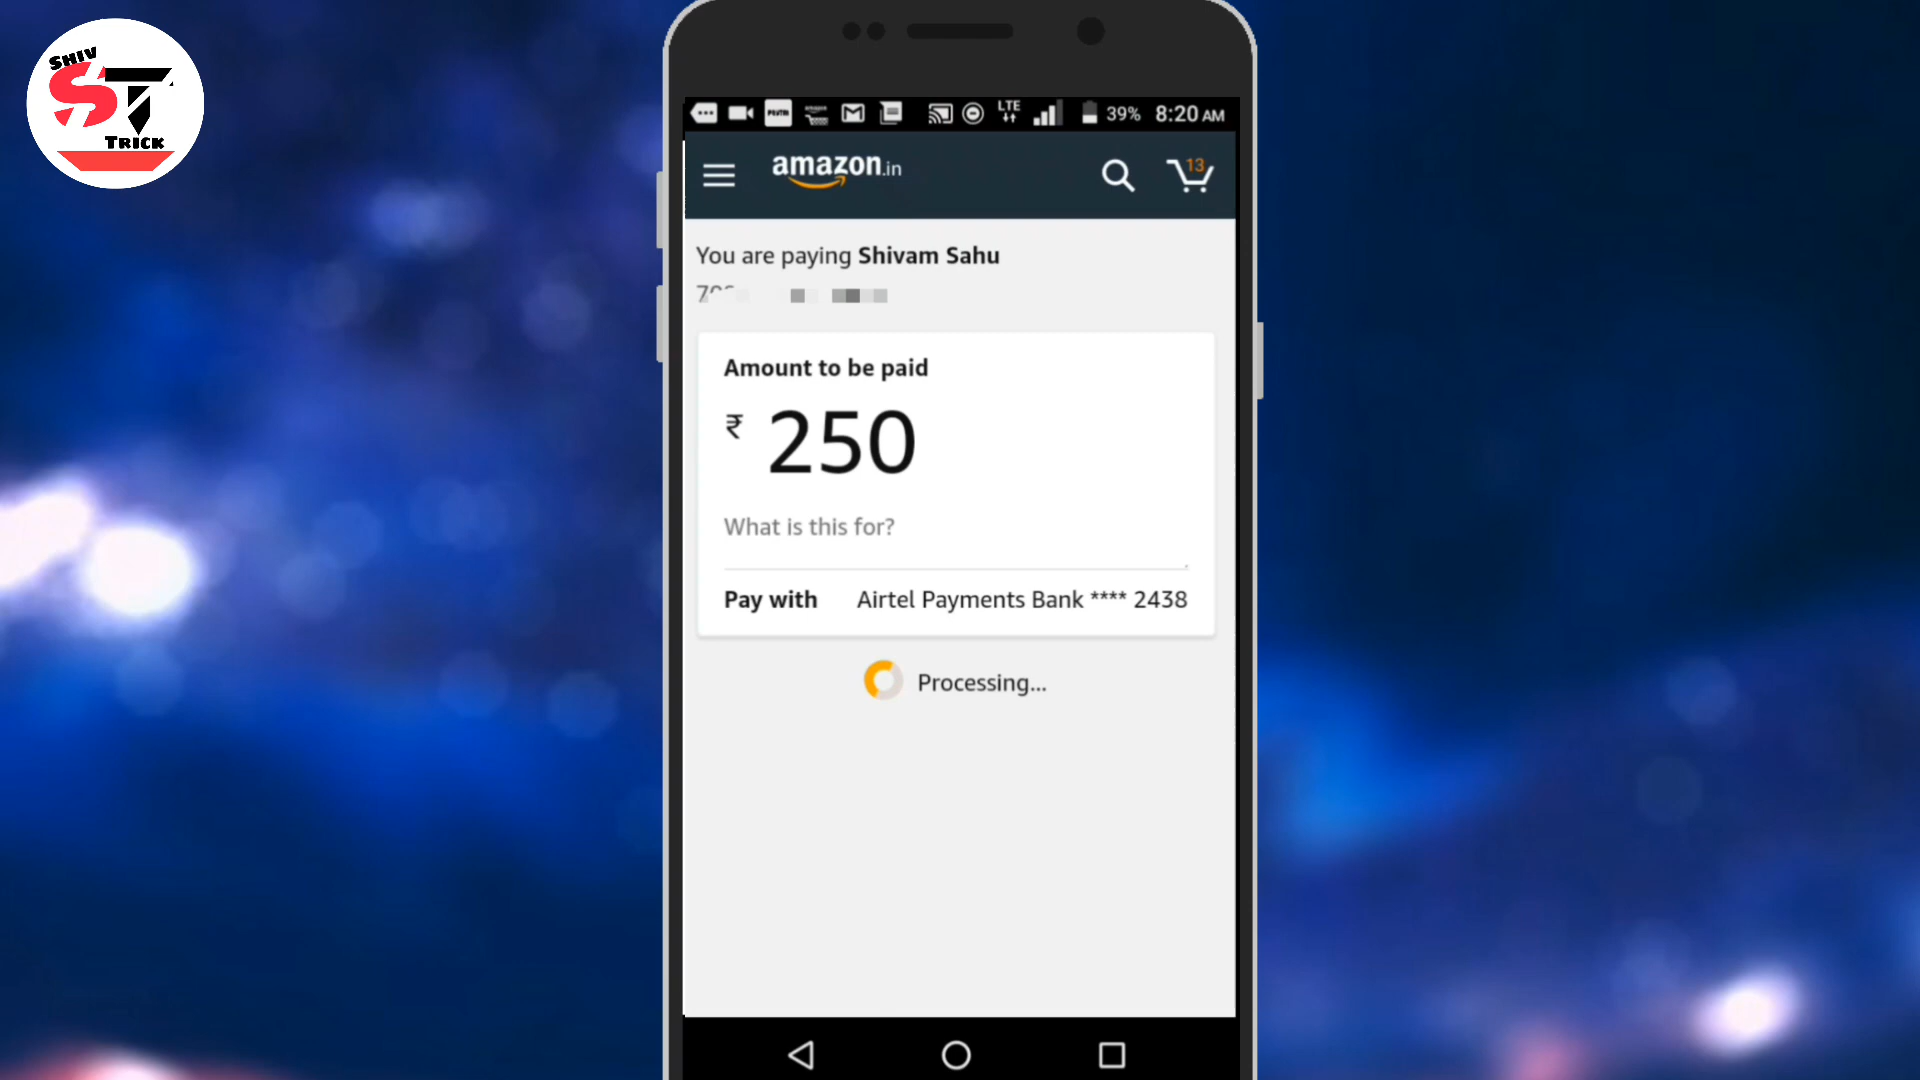 SHIV
ST
TRICK
LTE
39%
8:20 AM
amazon.in
13
You are paying Shivam Sahu
Amount to be paid
₹ 250
What is this for?
Pay with Airtel Payments Bank **** 2438
Processing...